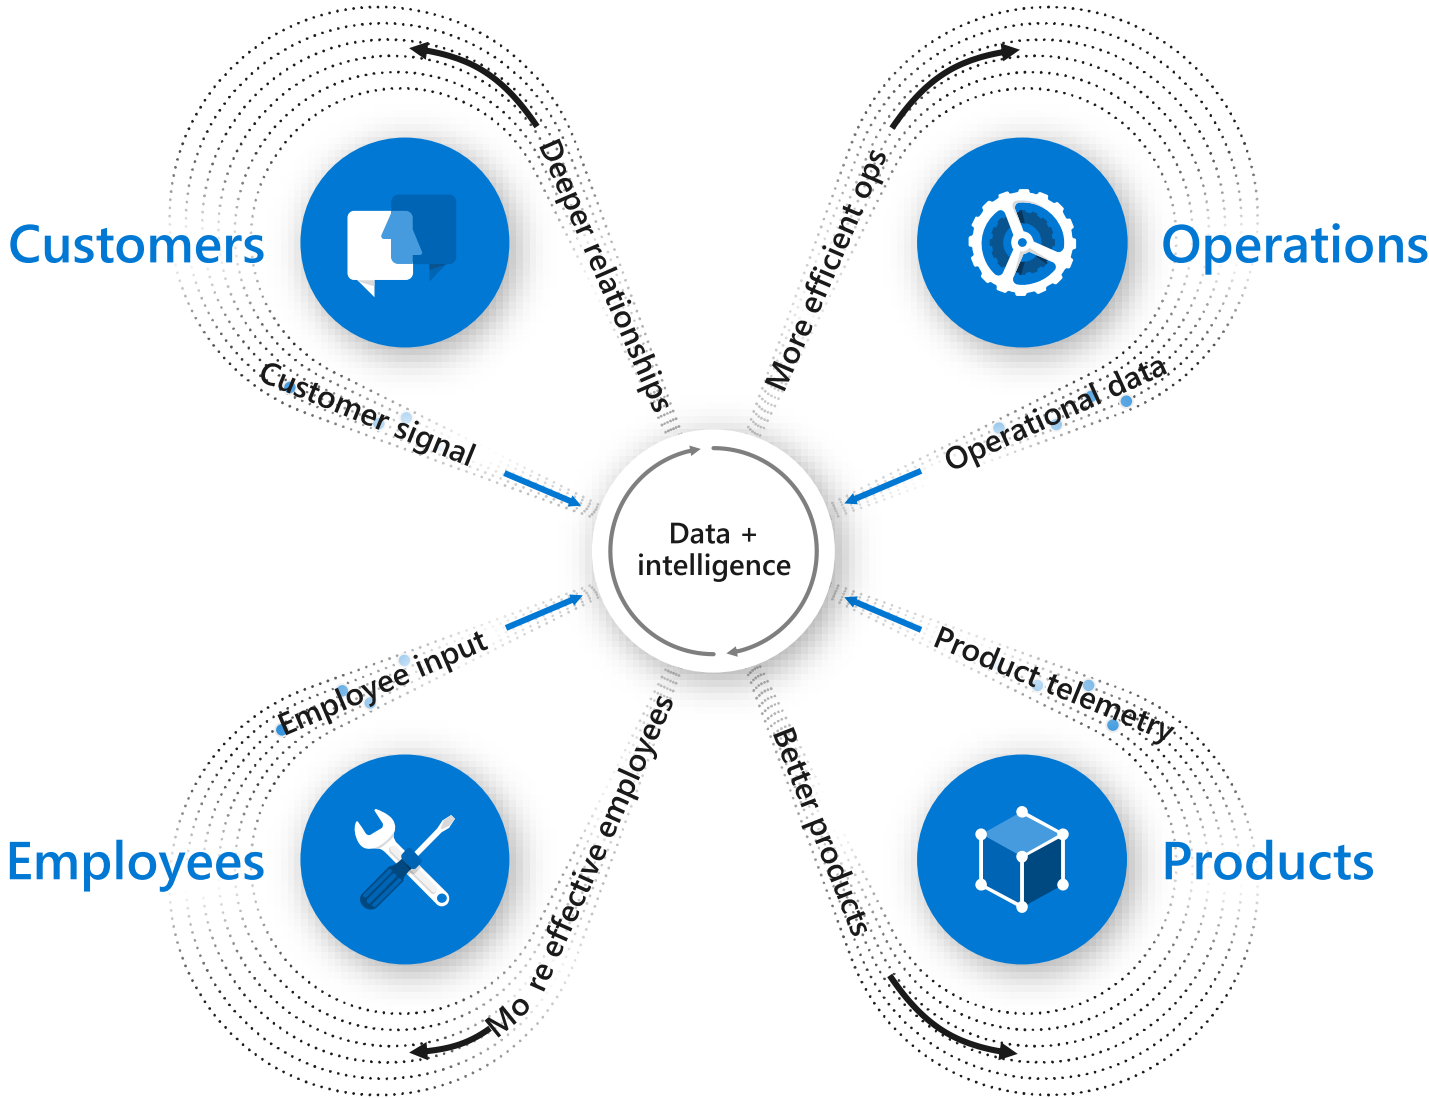 Customers
Deeper relationships
Customer signal
Operations
More efficient ops
Operational data
Data +
intelligence
Employees
Employee input
Mo re effective employees
Products
Product telemetry
Better products